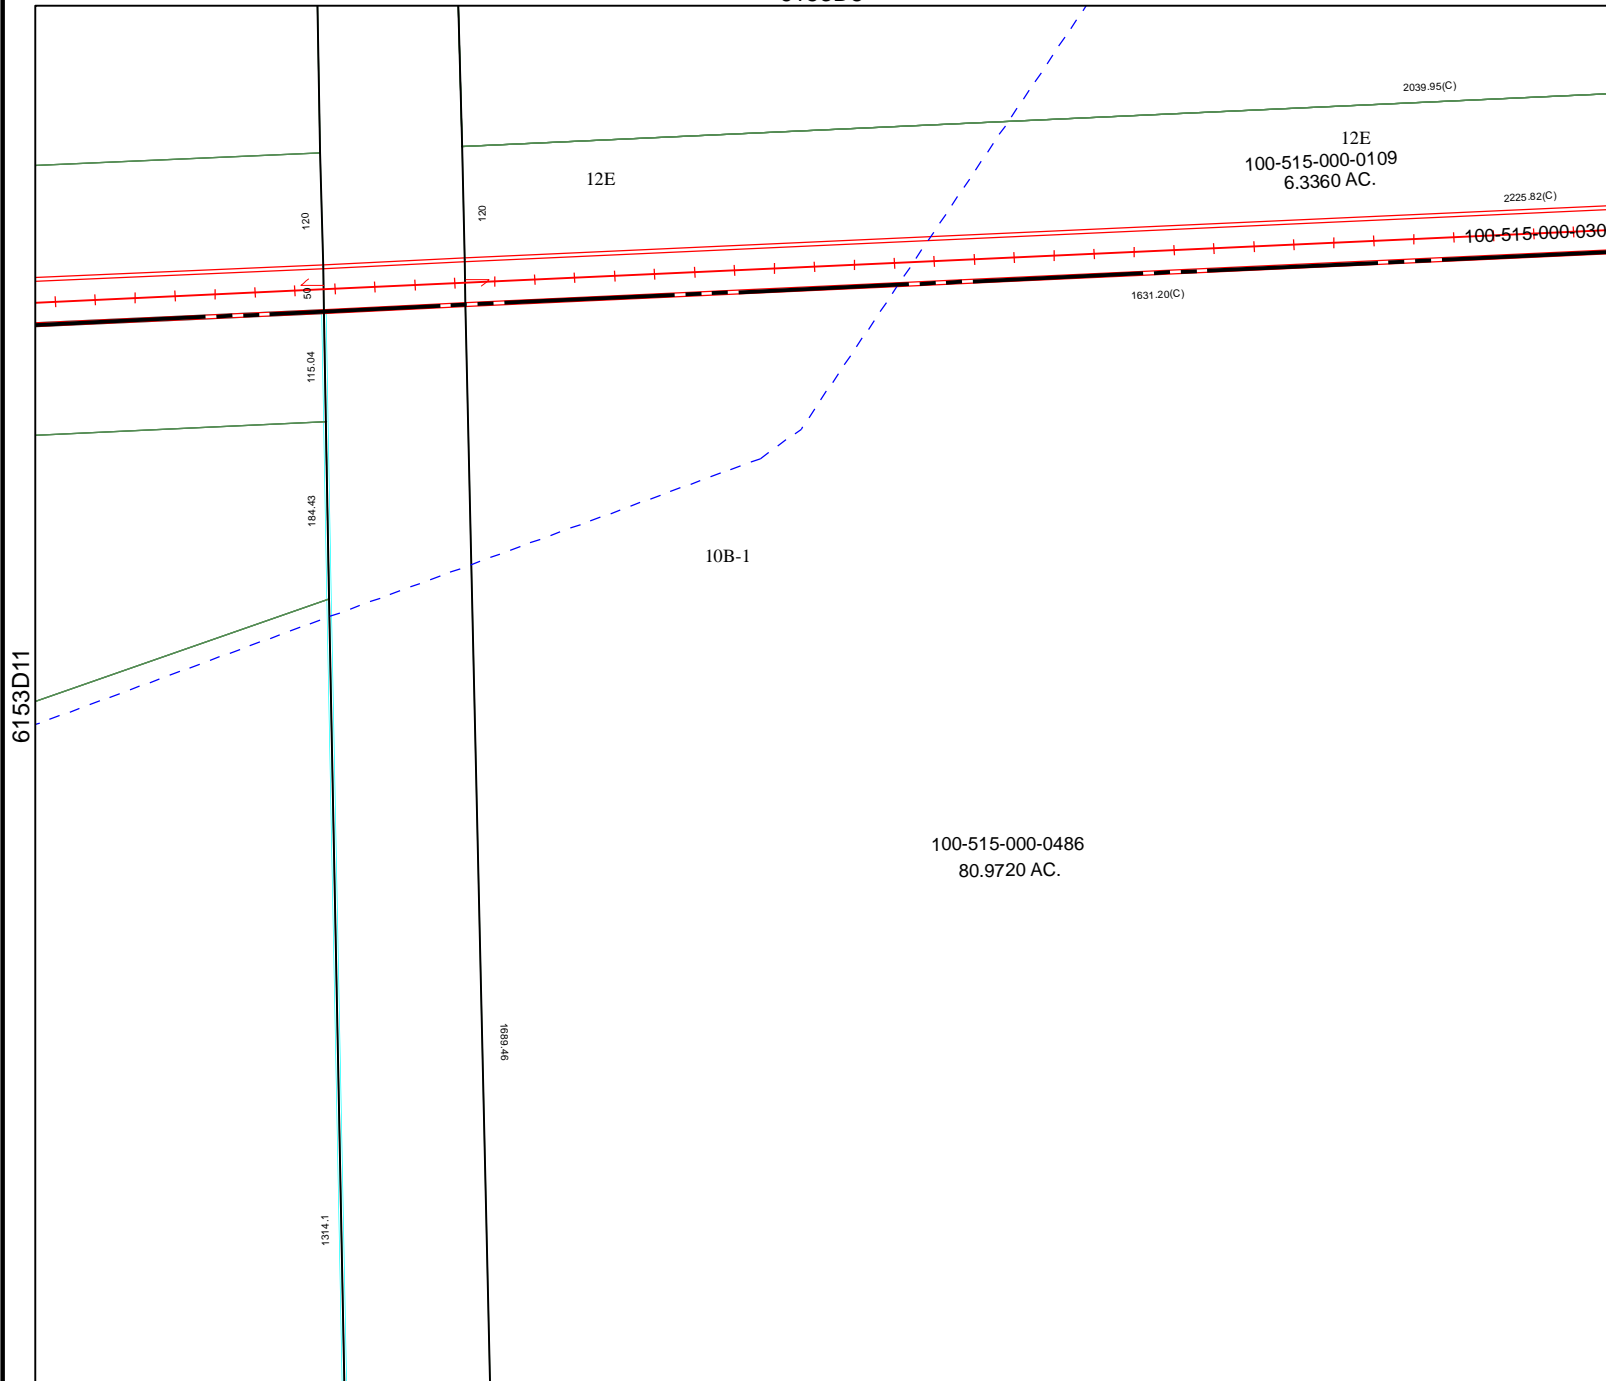 2039.95(C)
12E
100-515-000-0109
6.3360 AC.
12E
2225.82(C)
120
120
100-515-000-030
50
1631.20(C)
115.04
184.43
10B-1
6153D11
100-515-000-0486
80.9720 AC.
1689.46
1314.1